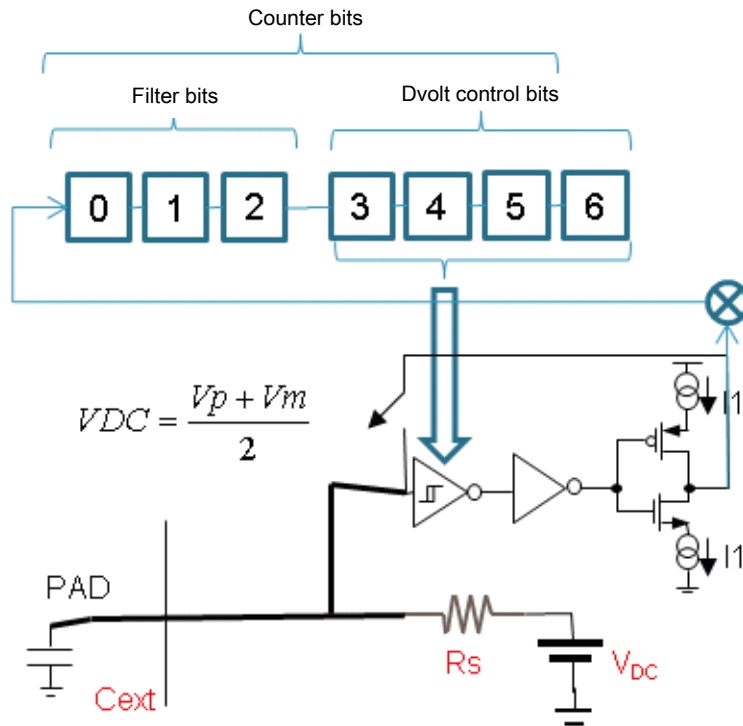 Counter bits
Filter bits
Dvolt control bits
0 1 2 3 4 5 6
I1
VDC = (Vp + Vm) / 2
I1
PAD
Rs
VDC
Cext